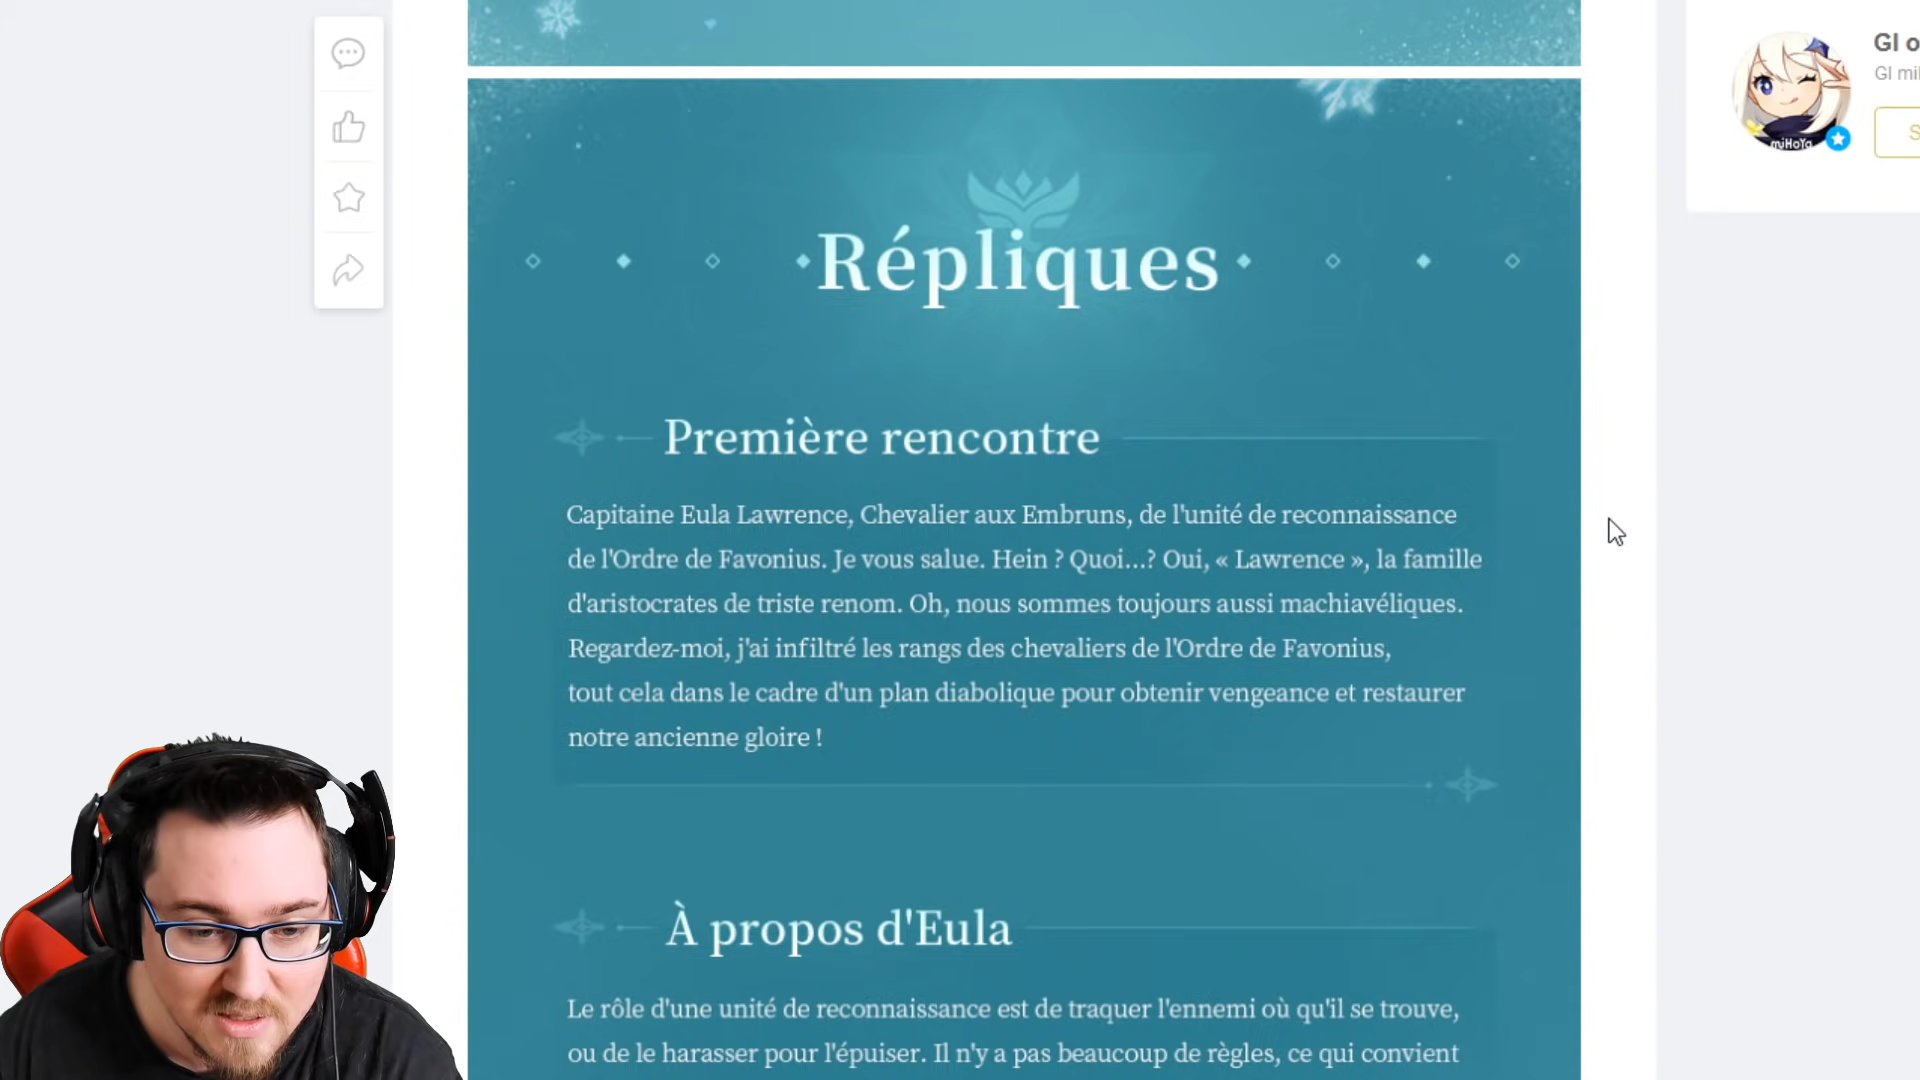 GI o
GI mi
miHoYo
S
Répliques
Première rencontre
Capitaine Eula Lawrence, Chevalier aux Embruns, de l'unité de reconnaissance
de l'Ordre de Favonius. Je vous salue. Hein ? Quoi...? Oui, « Lawrence », la famille
d'aristocrates de triste renom. Oh, nous sommes toujours aussi machiavéliques.
Regardez-moi, j'ai infiltré les rangs des chevaliers de l'Ordre de Favonius,
tout cela dans le cadre d'un plan diabolique pour obtenir vengeance et restaurer
notre ancienne gloire !
À propos d'Eula
Le rôle d'une unité de reconnaissance est de traquer l'ennemi où qu'il se trouve,
ou de le harasser pour l'épuiser. Il n'y a pas beaucoup de règles, ce qui convient